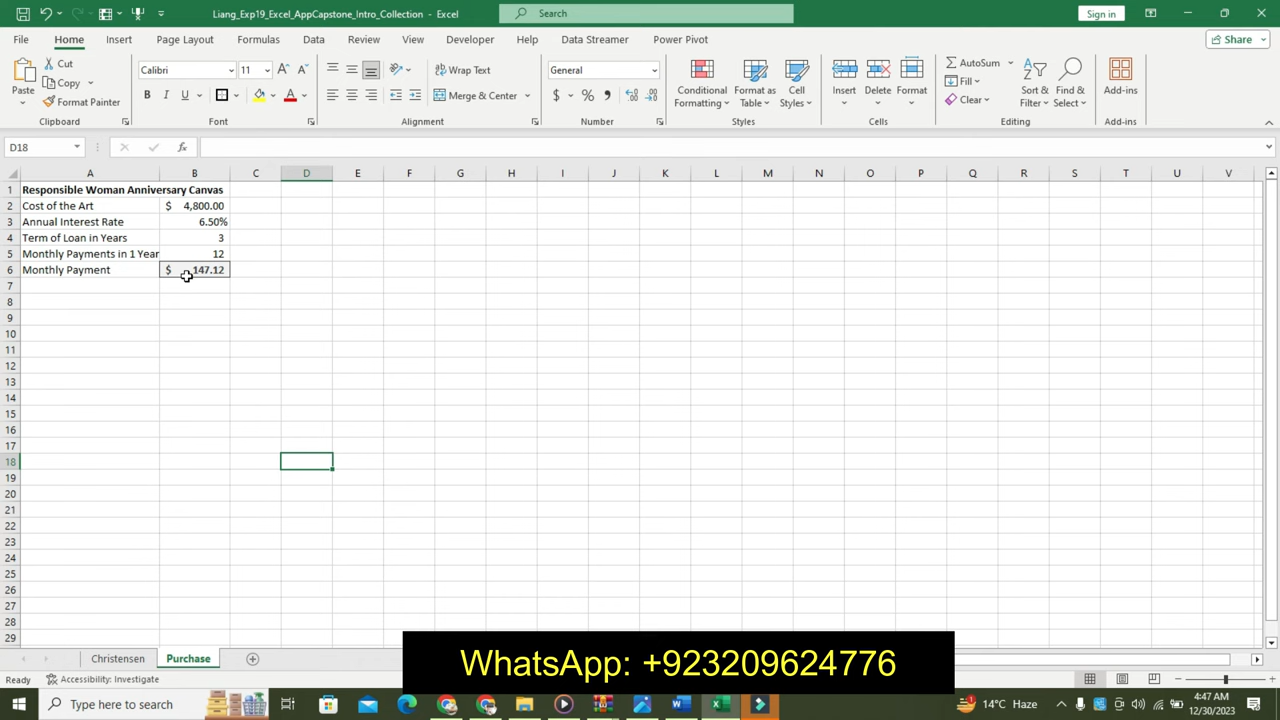 Liang_Exp19_Excel_AppCapstone_Intro_Collection - Excel
Search
Sign in
File Home Insert Page Layout Formulas Data Review View Developer Help Data Streamer Power Pivot
Share
Paste
Cut
Copy
Format Painter
Clipboard
Calibri 11
B I U
Font
Wrap Text
Merge & Center
Alignment
General
$ % ,
Number
Conditional Formatting
Format as Table
Cell Styles
Styles
Insert Delete Format
Cells
AutoSum
Fill
Clear
Sort & Filter
Find & Select
Editing
Add-ins
Add-ins
D18
fx
A B C D E F G H I J K L M N O P Q R S T U V
1 Responsible Woman Anniversary Canvas
2 Cost of the Art $ 4,800.00
3 Annual Interest Rate 6.50%
4 Term of Loan in Years 3
5 Monthly Payments in 1 Year 12
6 Monthly Payment $ 147.12
7
8
9
10
11
12
13
14
15
16
17
18
19
20
21
22
23
24
25
26
27
28
29
WhatsApp: +923209624776
Christensen Purchase
Ready Accessibility: Investigate
Type here to search
14°C Haze
4:47 AM
12/30/2023